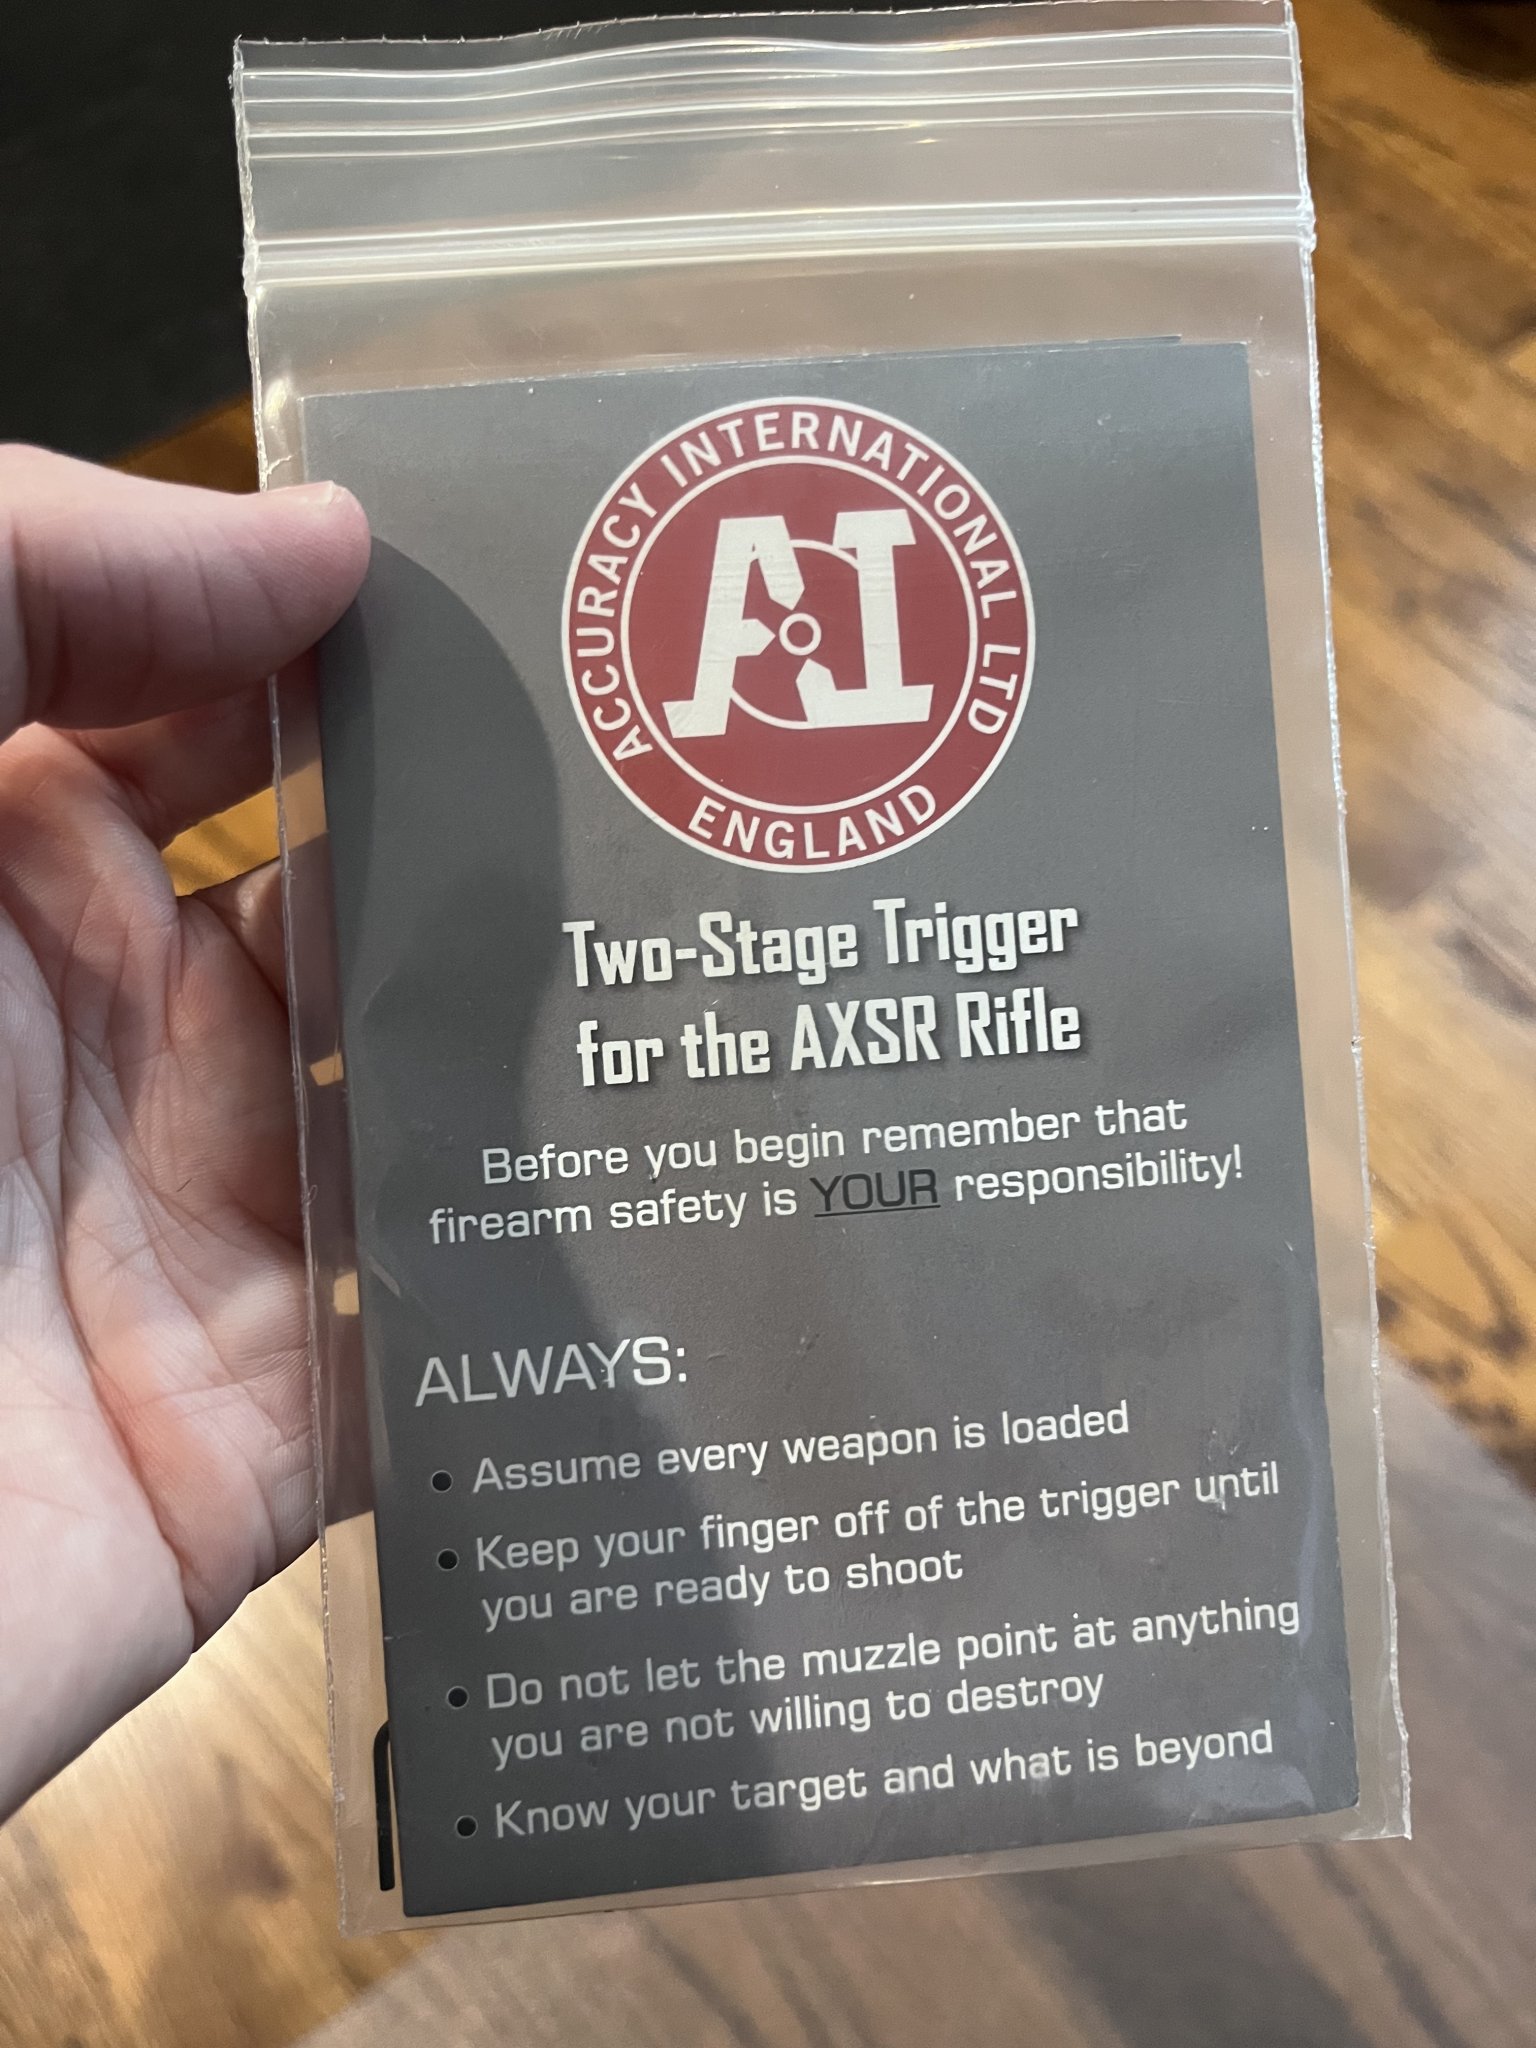 ACCURACY INTERNATIONAL LTD
AI
ENGLAND
Two-Stage Trigger
for the AXSR Rifle
Before you begin remember that
firearm safety is YOUR responsibility!
ALWAYS:
• Assume every weapon is loaded
• Keep your finger off of the trigger until
you are ready to shoot
• Do not let the muzzle point at anything
you are not willing to destroy
• Know your target and what is beyond